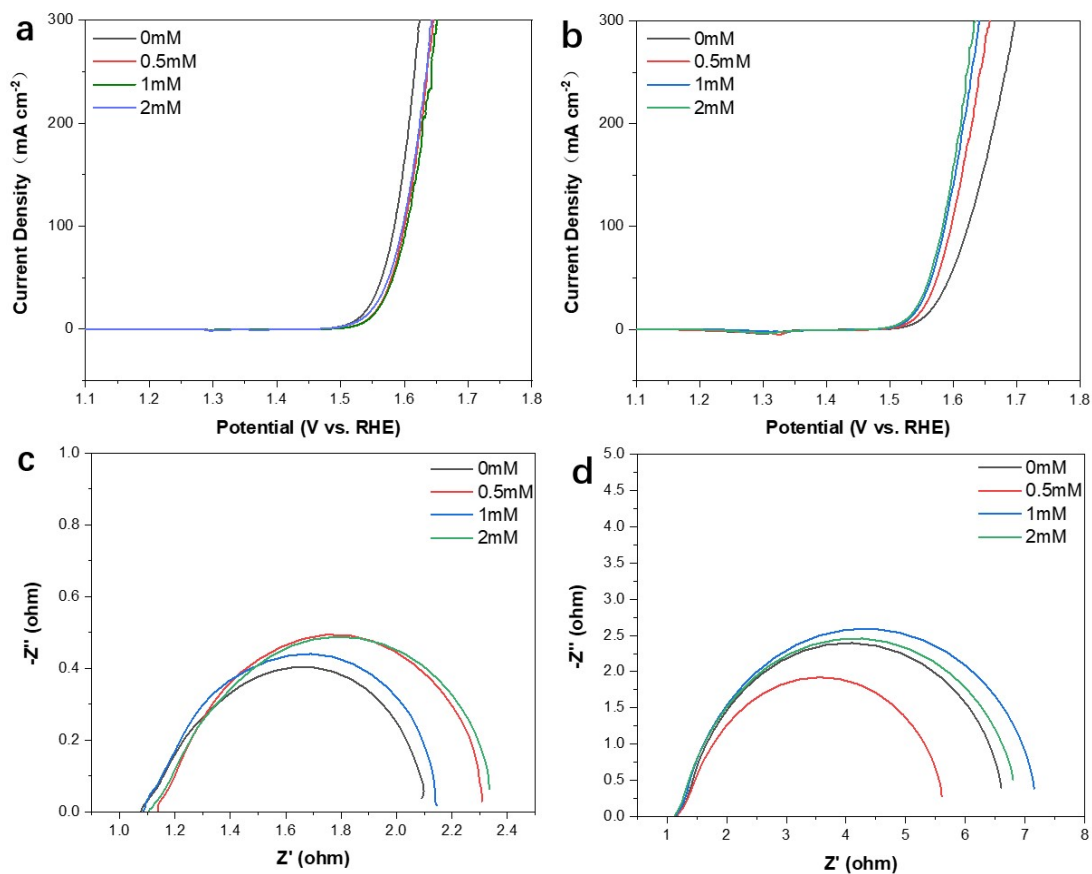 a
0mM
0.5mM
1mM
2mM
300
200
100
0
1.1 1.2 1.3 1.4 1.5 1.6 1.7 1.8
Current Density（mA cm-2）
Potential (V vs. RHE)
b
0mM
0.5mM
1mM
2mM
300
200
100
0
1.1 1.2 1.3 1.4 1.5 1.6 1.7 1.8
Current Density（mA cm-2）
Potential (V vs. RHE)
c
0mM
0.5mM
1mM
2mM
1.0
0.8
0.6
0.4
0.2
0.0
1.0 1.2 1.4 1.6 1.8 2.0 2.2 2.4
-Z'' (ohm)
Z' (ohm)
d
0mM
0.5mM
1mM
2mM
5.0
4.5
4.0
3.5
3.0
2.5
2.0
1.5
1.0
0.5
0.0
1 2 3 4 5 6 7 8
-Z'' (ohm)
Z' (ohm)